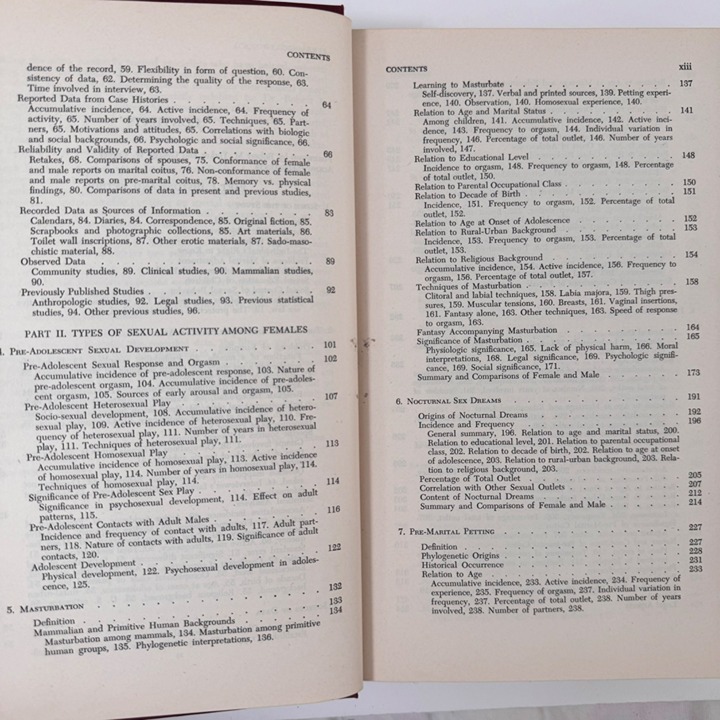 CONTENTS
dence of the record, 59. Flexibility in form of question, 60. Con-
sistency of data, 62. Determining the quality of the response, 63.
Time involved in interview, 63.
Reported Data from Case Histories . . . . . . . . . . . 64
Accumulative incidence, 64. Active incidence, 64. Frequency of
activity, 65. Number of years involved, 65. Techniques, 65. Part-
ners, 65. Motivations and attitudes, 65. Correlations with biologic
and social backgrounds, 66. Psychologic and social significance, 66.
Reliability and Validity of Reported Data . . . . . . . . 66
Retakes, 68. Comparisons of spouses, 75. Conformance of female
and male reports on marital coitus, 76. Non-conformance of female
and male reports on pre-marital coitus, 78. Memory vs. physical
findings, 80. Comparisons of data in present and previous studies,
81.
Recorded Data as Sources of Information . . . . . . . . 83
Calendars, 84. Diaries, 84. Correspondence, 85. Original fiction, 85.
Scrapbooks and photographic collections, 85. Art materials, 86.
Toilet wall inscriptions, 87. Other erotic materials, 87. Sado-maso-
chistic material, 88.
Observed Data . . . . . . . . . . . . . . . 89
Community studies, 89. Clinical studies, 90. Mammalian studies,
90.
Previously Published Studies . . . . . . . . . . . . 92
Anthropologic studies, 92. Legal studies, 93. Previous statistical
studies, 94. Other previous studies, 96.
PART II. TYPES OF SEXUAL ACTIVITY AMONG FEMALES
4. PRE-ADOLESCENT SEXUAL DEVELOPMENT . . . . . . . . . 101
Pre-Adolescent Sexual Response and Orgasm . . . . . . . 102
Accumulative incidence of pre-adolescent response, 103. Nature of
pre-adolescent orgasm, 104. Accumulative incidence of pre-adoles-
cent orgasm, 105. Sources of early arousal and orgasm, 105.
Pre-Adolescent Heterosexual Play . . . . . . . . . . 107
Socio-sexual development, 108. Accumulative incidence of hetero-
sexual play, 109. Active incidence of heterosexual play, 110. Fre-
quency of heterosexual play, 111. Number of years in heterosexual
play, 111. Techniques of heterosexual play, 111.
Pre-Adolescent Homosexual Play . . . . . . . . . . 113
Accumulative incidence of homosexual play, 113. Active incidence
of homosexual play, 114. Number of years in homosexual play, 114.
Techniques of homosexual play, 114.
Significance of Pre-Adolescent Sex Play . . . . . . . . 114
Significance in psychosexual development, 114. Effect on adult
patterns, 115.
Pre-Adolescent Contacts with Adult Males . . . . . . . 116
Incidence and frequency of contact with adults, 117. Adult part-
ners, 118. Nature of contacts with adults, 119. Significance of adult
contacts, 120.
Adolescent Development . . . . . . . . . . . . 122
Physical development, 122. Psychosexual development in adoles-
cence, 125.
5. MASTURBATION . . . . . . . . . . . . . . . 132
Definition . . . . . . . . . . . . . . . . 133
Mammalian and Primitive Human Backgrounds . . . . . . 134
Masturbation among mammals, 134. Masturbation among primitive
human groups, 135. Phylogenetic interpretations, 136.
CONTENTS xiii
Learning to Masturbate . . . . . . . . . . . . 137
Self-discovery, 137. Verbal and printed sources, 139. Petting experi-
ence, 140. Observation, 140. Homosexual experience, 140.
Relation to Age and Marital Status . . . . . . . . . 141
Among children, 141. Accumulative incidence, 142. Active inci-
dence, 143. Frequency to orgasm, 144. Individual variation in
frequency, 146. Percentage of total outlet, 146. Number of years
involved, 147.
Relation to Educational Level . . . . . . . . . . . 148
Incidence to orgasm, 148. Frequency to orgasm, 148. Percentage
of total outlet, 150.
Relation to Parental Occupational Class . . . . . . . . 150
Relation to Decade of Birth . . . . . . . . . . . 151
Incidence, 151. Frequency to orgasm, 152. Percentage of total
outlet, 152.
Relation to Age at Onset of Adolescence . . . . . . . . 152
Relation to Rural-Urban Background . . . . . . . . . 153
Incidence, 153. Frequency to orgasm, 153. Percentage of total
outlet, 153.
Relation to Religious Background . . . . . . . . . . 154
Accumulative incidence, 154. Active incidence, 156. Frequency to
orgasm, 156. Percentage of total outlet, 157.
Techniques of Masturbation . . . . . . . . . . . 158
Clitoral and labial techniques, 158. Labia majora, 159. Thigh pres-
sures, 159. Muscular tensions, 160. Breasts, 161. Vaginal insertions,
161. Fantasy alone, 163. Other techniques, 163. Speed of response
to orgasm, 163.
Fantasy Accompanying Masturbation . . . . . . . . . 164
Significance of Masturbation . . . . . . . . . . . 165
Physiologic significance, 165. Lack of physical harm, 166. Moral
interpretations, 168. Legal significance, 169. Psychologic signifi-
cance, 169. Social significance, 171.
Summary and Comparisons of Female and Male . . . . . . 173
6. NOCTURNAL SEX DREAMS . . . . . . . . . . . . 191
Origins of Nocturnal Dreams . . . . . . . . . . . 192
Incidence and Frequency . . . . . . . . . . . . 196
General summary, 196. Relation to age and marital status, 200.
Relation to educational level, 201. Relation to parental occupational
class, 202. Relation to decade of birth, 202. Relation to age at onset
of adolescence, 203. Relation to rural-urban background, 203. Rela-
tion to religious background, 203.
Percentage of Total Outlet . . . . . . . . . . . . 205
Correlation with Other Sexual Outlets . . . . . . . . 207
Content of Nocturnal Dreams . . . . . . . . . . . 212
Summary and Comparisons of Female and Male . . . . . . 214
7. PRE-MARITAL PETTING . . . . . . . . . . . . . 227
Definition . . . . . . . . . . . . . . . . 227
Phylogenetic Origins . . . . . . . . . . . . . 228
Historical Occurrence . . . . . . . . . . . . . 231
Relation to Age . . . . . . . . . . . . . . 233
Accumulative incidence, 233. Active incidence, 234. Frequency of
experience, 235. Frequency of orgasm, 237. Individual variation in
frequency, 237. Percentage of total outlet, 238. Number of years
involved, 238. Number of partners, 238.